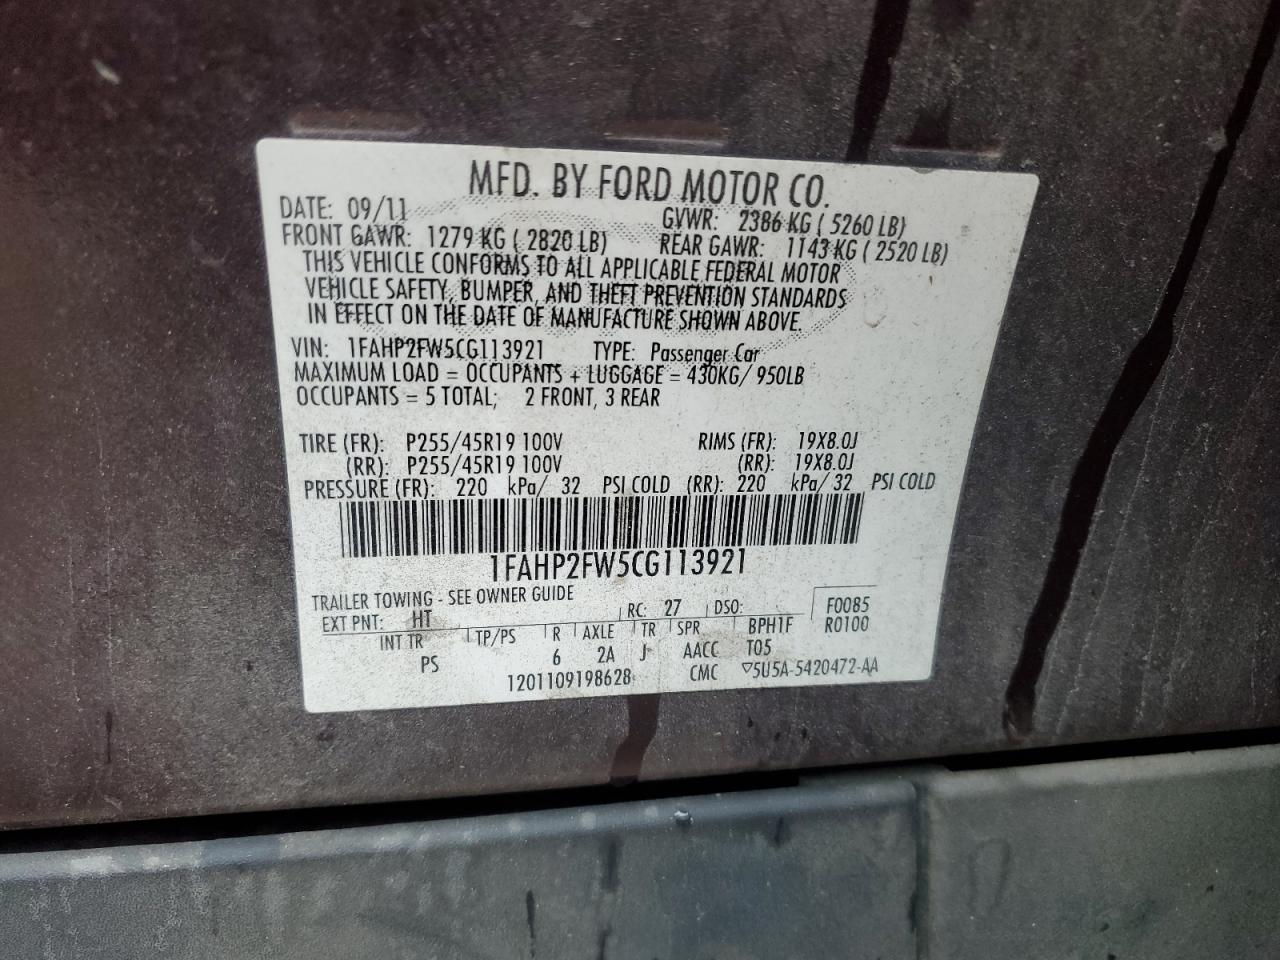 MFD. BY FORD MOTOR CO.
DATE: 09/11 GVWR: 2386 KG ( 5260 LB)
FRONT GAWR: 1279 KG ( 2820 LB) REAR GAWR: 1143 KG ( 2520 LB)
THIS VEHICLE CONFORMS TO ALL APPLICABLE FEDERAL MOTOR
VEHICLE SAFETY, BUMPER, AND THEFT PREVENTION STANDARDS
IN EFFECT ON THE DATE OF MANUFACTURE SHOWN ABOVE.
VIN: 1FAHP2FW5CG113921 TYPE: Passenger Car
MAXIMUM LOAD = OCCUPANTS + LUGGAGE = 430KG/ 950LB
OCCUPANTS = 5 TOTAL; 2 FRONT, 3 REAR
TIRE (FR): P255/45R19 100V RIMS (FR): 19X8.0J
(RR): P255/45R19 100V (RR): 19X8.0J
PRESSURE (FR): 220 kPa/ 32 PSI COLD (RR): 220 kPa/ 32 PSI COLD
1FAHP2FW5CG113921
TRAILER TOWING - SEE OWNER GUIDE
EXT PNT: HT RC: 27 DSO: F0085
INT TR TP/PS R AXLE TR SPR BPH1F R0100
PS 6 2A J AACC T05
1201109198628 CMC ▽5U5A-5420472-AA